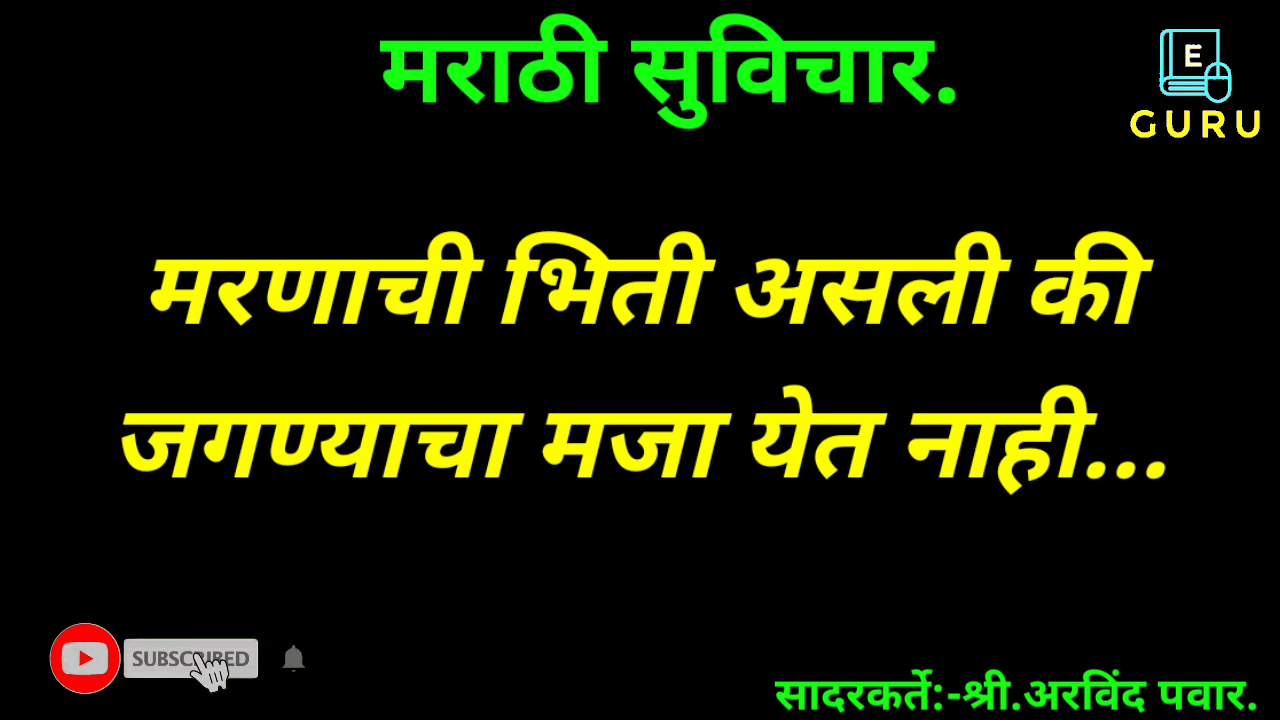 मराठी सुविचार.
E
GURU
मरणाची भिती असली की
जगण्याचा मजा येत नाही...
SUBSCRIBED
सादरकर्ते:-श्री.अरविंद पवार.